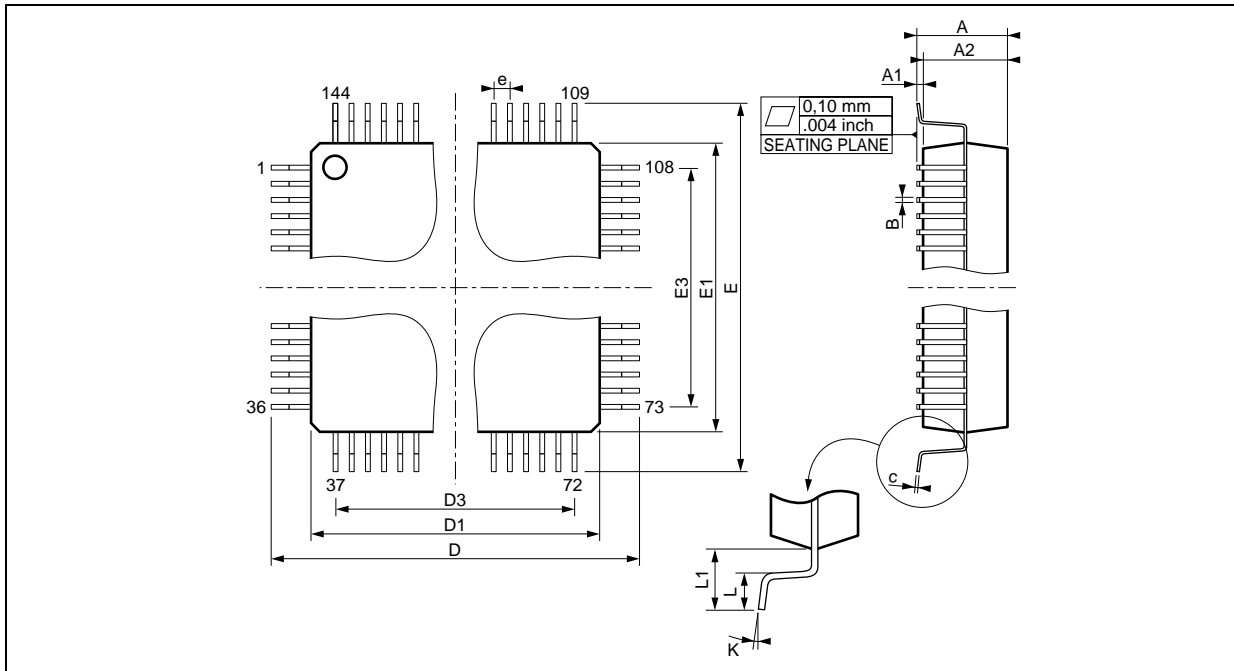 A
A2
A1
e
144
109
0,10 mm
.004 inch
SEATING PLANE
1
108
B
E3
E1
E
36
73
37
72
D3
D1
D
c
L1
L
K